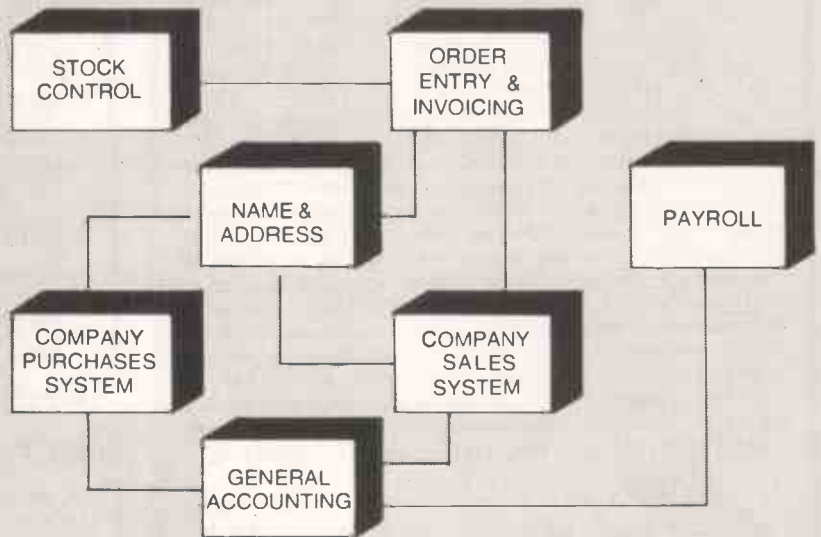 STOCK
CONTROL
ORDER
ENTRY &
INVOICING
NAME &
ADDRESS
PAYROLL
COMPANY
PURCHASES
SYSTEM
COMPANY
SALES
SYSTEM
GENERAL
ACCOUNTING